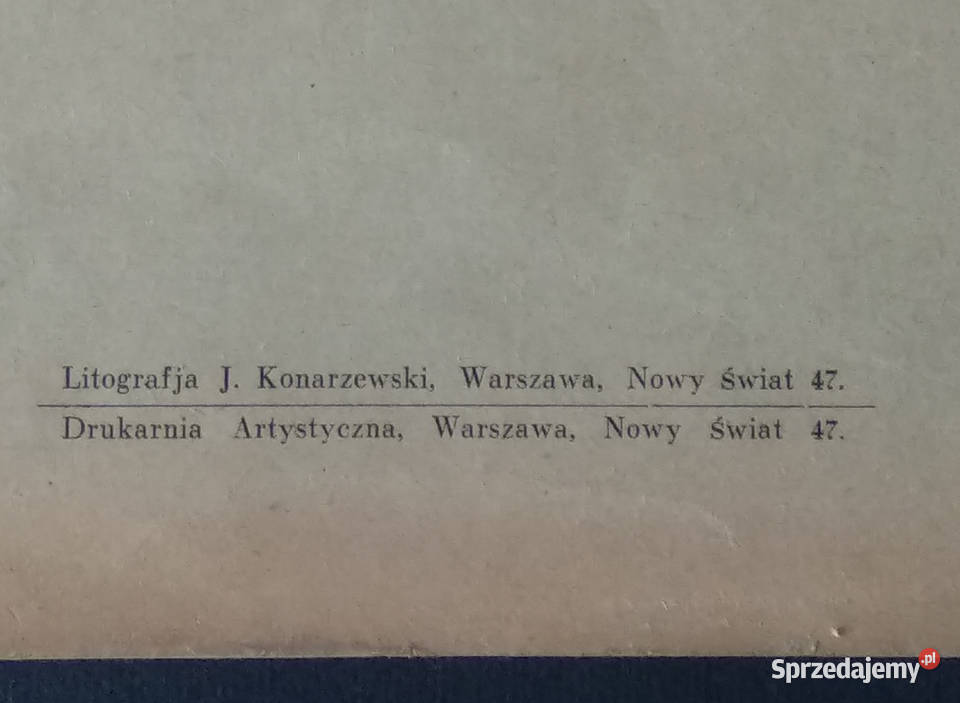 Litografja J. Konarzewski, Warszawa, Nowy Świat 47.
Drukarnia Artystyczna, Warszawa, Nowy Świat 47.
Sprzedajemy.pl